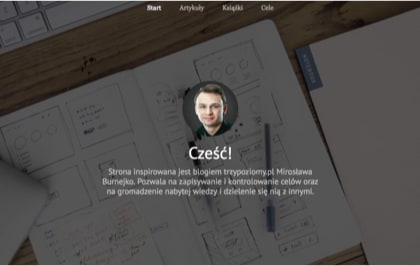 Start Artykuły Książki Cele
Cześć!
Strona inspirowana jest blogiem trzypoziomy.pl Mirosława
Burnejko. Pozwala na zapisywanie i kontrolowanie celów oraz
na gromadzenie nabytej wiedzy i dzielenie się nią z innymi.